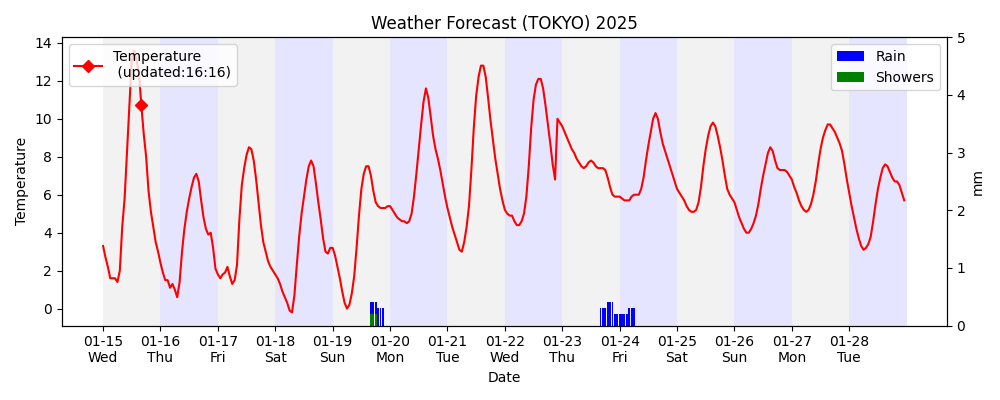 Weather Forecast (TOKYO) 2025
Temperature
(updated:16:16)
Rain
Showers
Temperature
14
12
10
8
6
4
2
0
5
4
3
2
1
0
mm
01-15 01-16 01-17 01-18 01-19 01-20 01-21 01-22 01-23 01-24 01-25 01-26 01-27 01-28
Wed Thu Fri Sat Sun Mon Tue Wed Thu Fri Sat Sun Mon Tue
Date